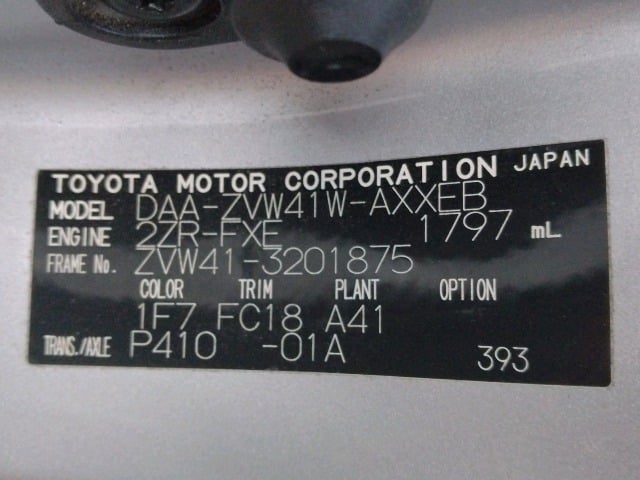 TOYOTA MOTOR CORPORATION JAPAN
MODEL DAA-ZVW41W-AXXEB
ENGINE 2ZR-FXE 1797 mL
FRAME No. ZVW41-3201875
COLOR TRIM PLANT OPTION
1F7 FC18 A41
TRANS./AXLE P410 -01A 393